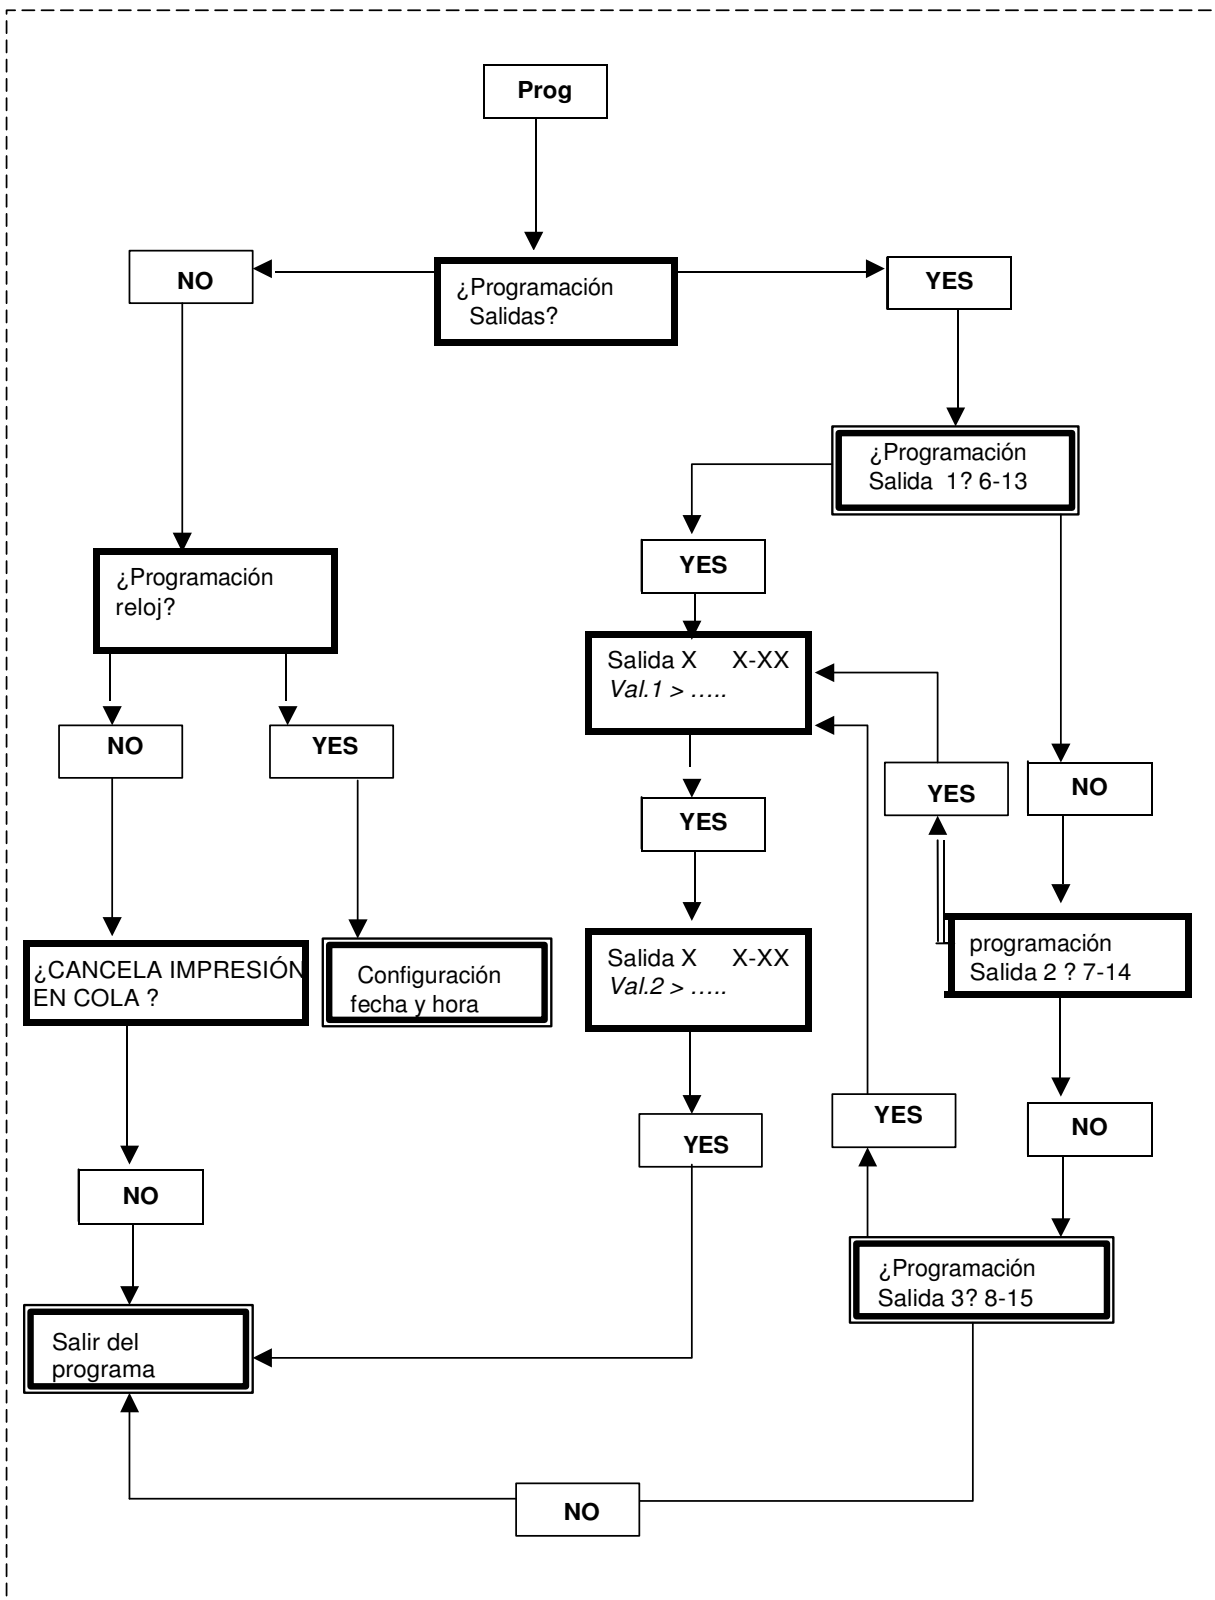 Prog
NO
¿Programación
Salidas?
YES
¿Programación
Salida 1? 6-13
YES
¿Programación
reloj?
Salida X X-XX
Val.1 > .....
NO
YES
YES
YES
NO
programación
Salida 2 ? 7-14
¿CANCELA IMPRESIÓN
EN COLA ?
Configuración
fecha y hora
Salida X X-XX
Val.2 > .....
YES
NO
YES
NO
¿Programación
Salida 3? 8-15
Salir del
programa
NO